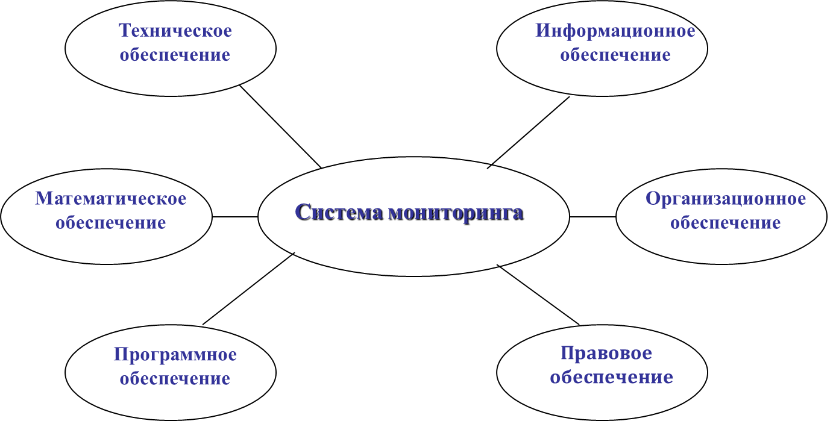 Техническое
обеспечение
Информационное
обеспечение
Математическое
обеспечение
Система мониторинга
Организационное
обеспечение
Программное
обеспечение
Правовое
обеспечение